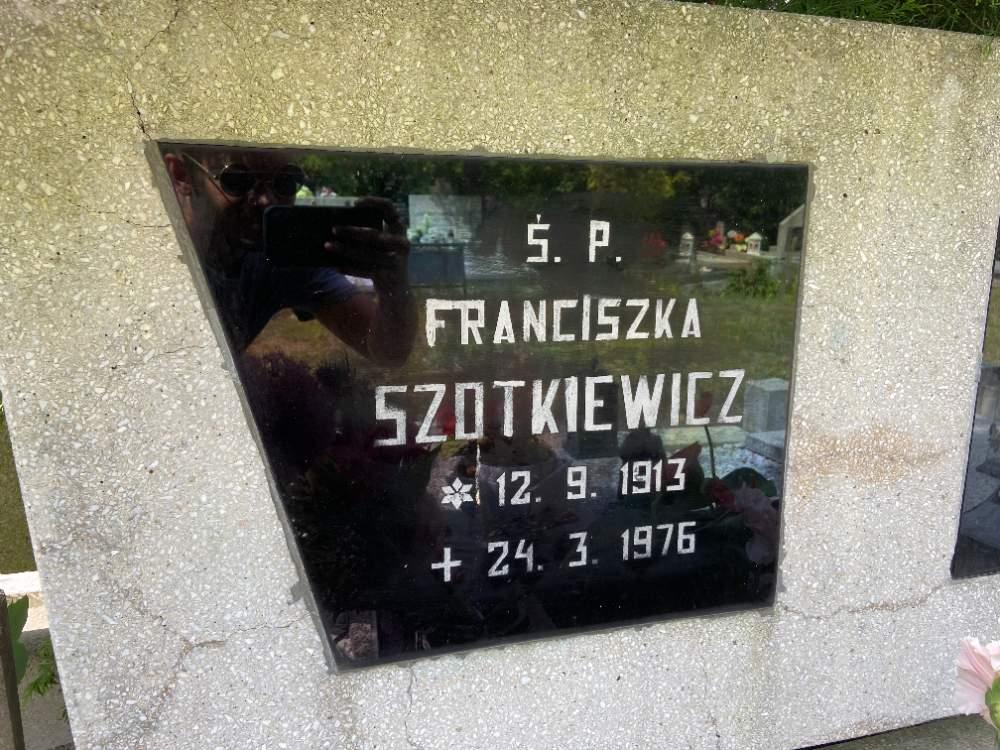 Ś. P.
FRANCISZKA
SZOTKIEWICZ
* 12. 9. 1913
+ 24. 3. 1976